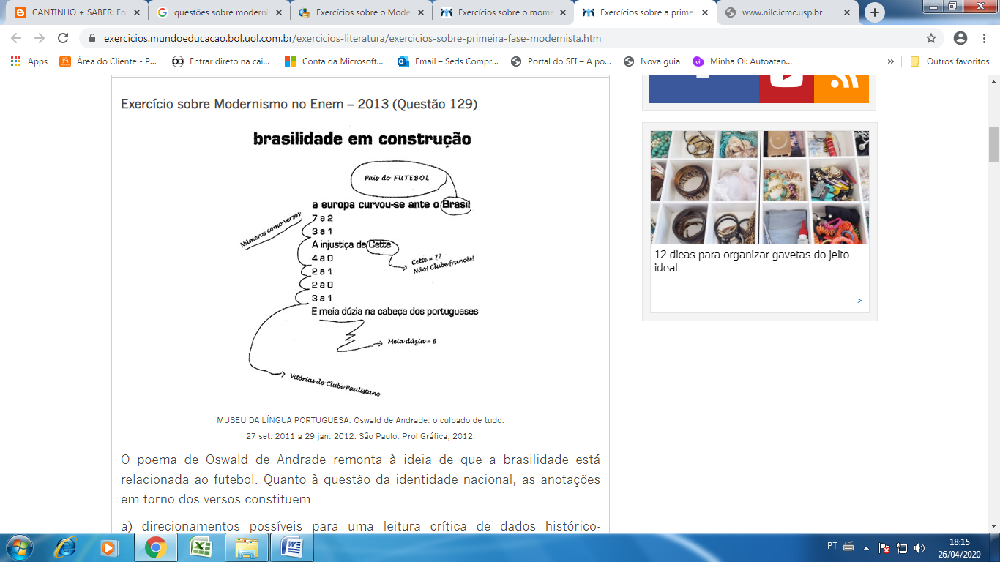 CANTINHO + SABER: Fo
questões sobre moderni
Exercícios sobre o Mode
Exercícios sobre o mome
Exercícios sobre a prime
www.nilc.icmc.usp.br
exercicios.mundoeducacao.bol.uol.com.br/exercicios-literatura/exercicios-sobre-primeira-fase-modernista.htm
Apps
Área do Cliente - P...
Entrar direto na cai...
Conta da Microsoft...
Email – Seds Compr...
Portal do SEI – A po...
Nova guia
Minha Oi: Autoaten...
»
Outros favoritos
Exercício sobre Modernismo no Enem – 2013 (Questão 129)
brasilidade em construção
País do FUTEBOL
a europa curvou-se ante o Brasil
Números como versos
7 a 2
3 a 1
A injustiça de Cette
4 a 0
Cette = 7?
Não! Clube francês!
2 a 1
2 a 0
3 a 1
E meia dúzia na cabeça dos portugueses
Meia dúzia = 6
Vitórias do Clube Paulistano
MUSEU DA LÍNGUA PORTUGUESA. Oswald de Andrade: o culpado de tudo.
27 set. 2011 a 29 jan. 2012. São Paulo: Prol Gráfica, 2012.
O poema de Oswald de Andrade remonta à ideia de que a brasilidade está
relacionada ao futebol. Quanto à questão da identidade nacional, as anotações
em torno dos versos constituem
a) direcionamentos possíveis para uma leitura crítica de dados histórico-
12 dicas para organizar gavetas do jeito
ideal
>
PT
18:15
26/04/2020